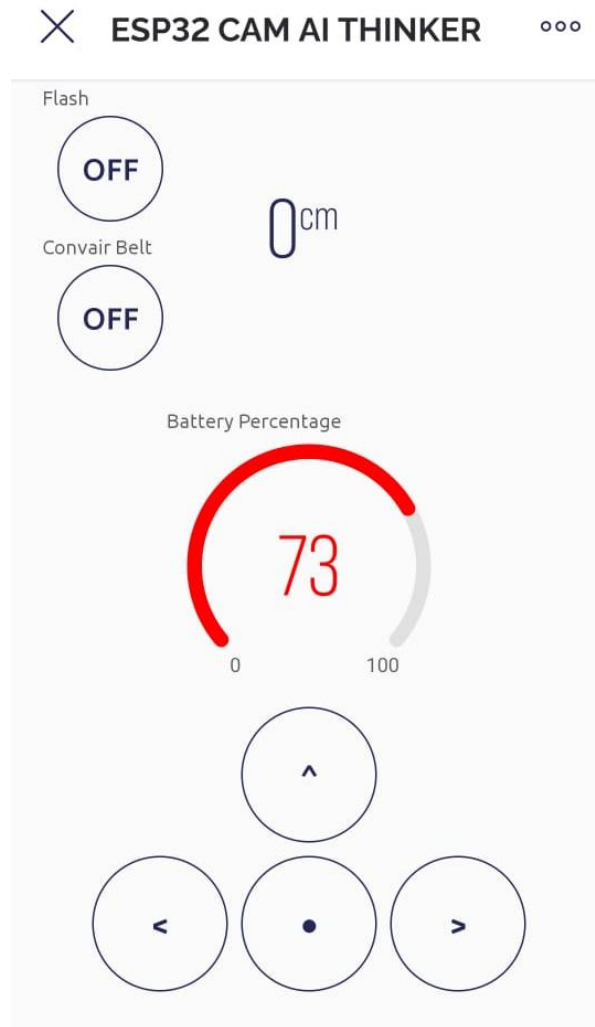 ESP32 CAM AI THINKER
Flash
OFF
0cm
Convair Belt
OFF
Battery Percentage
73
0 100
^
< • >